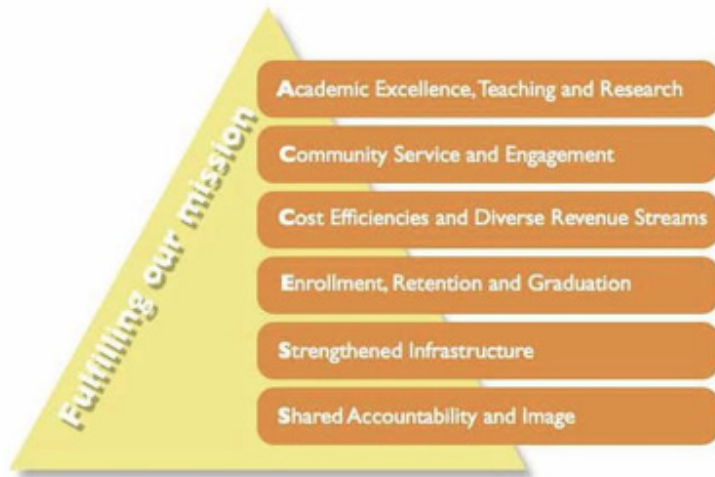 Fulfilling our mission
Academic Excellence, Teaching and Research
Community Service and Engagement
Cost Efficiencies and Diverse Revenue Streams
Enrollment, Retention and Graduation
Strengthened Infrastructure
Shared Accountability and Image